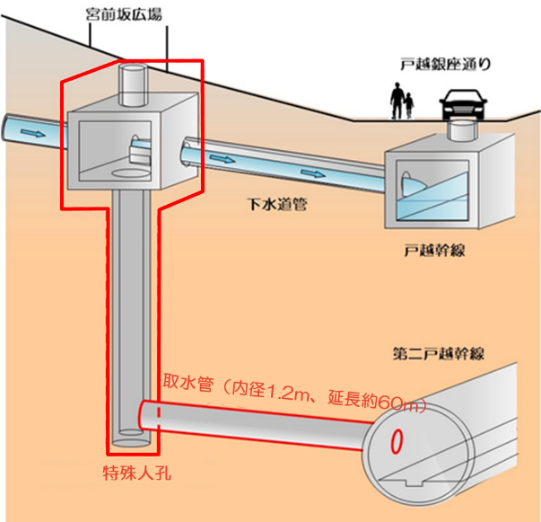 宮前坂広場
戸越銀座通り
下水道管
戸越幹線
第二戸越幹線
取水管（内径1.2m、延長約60m）
特殊人孔